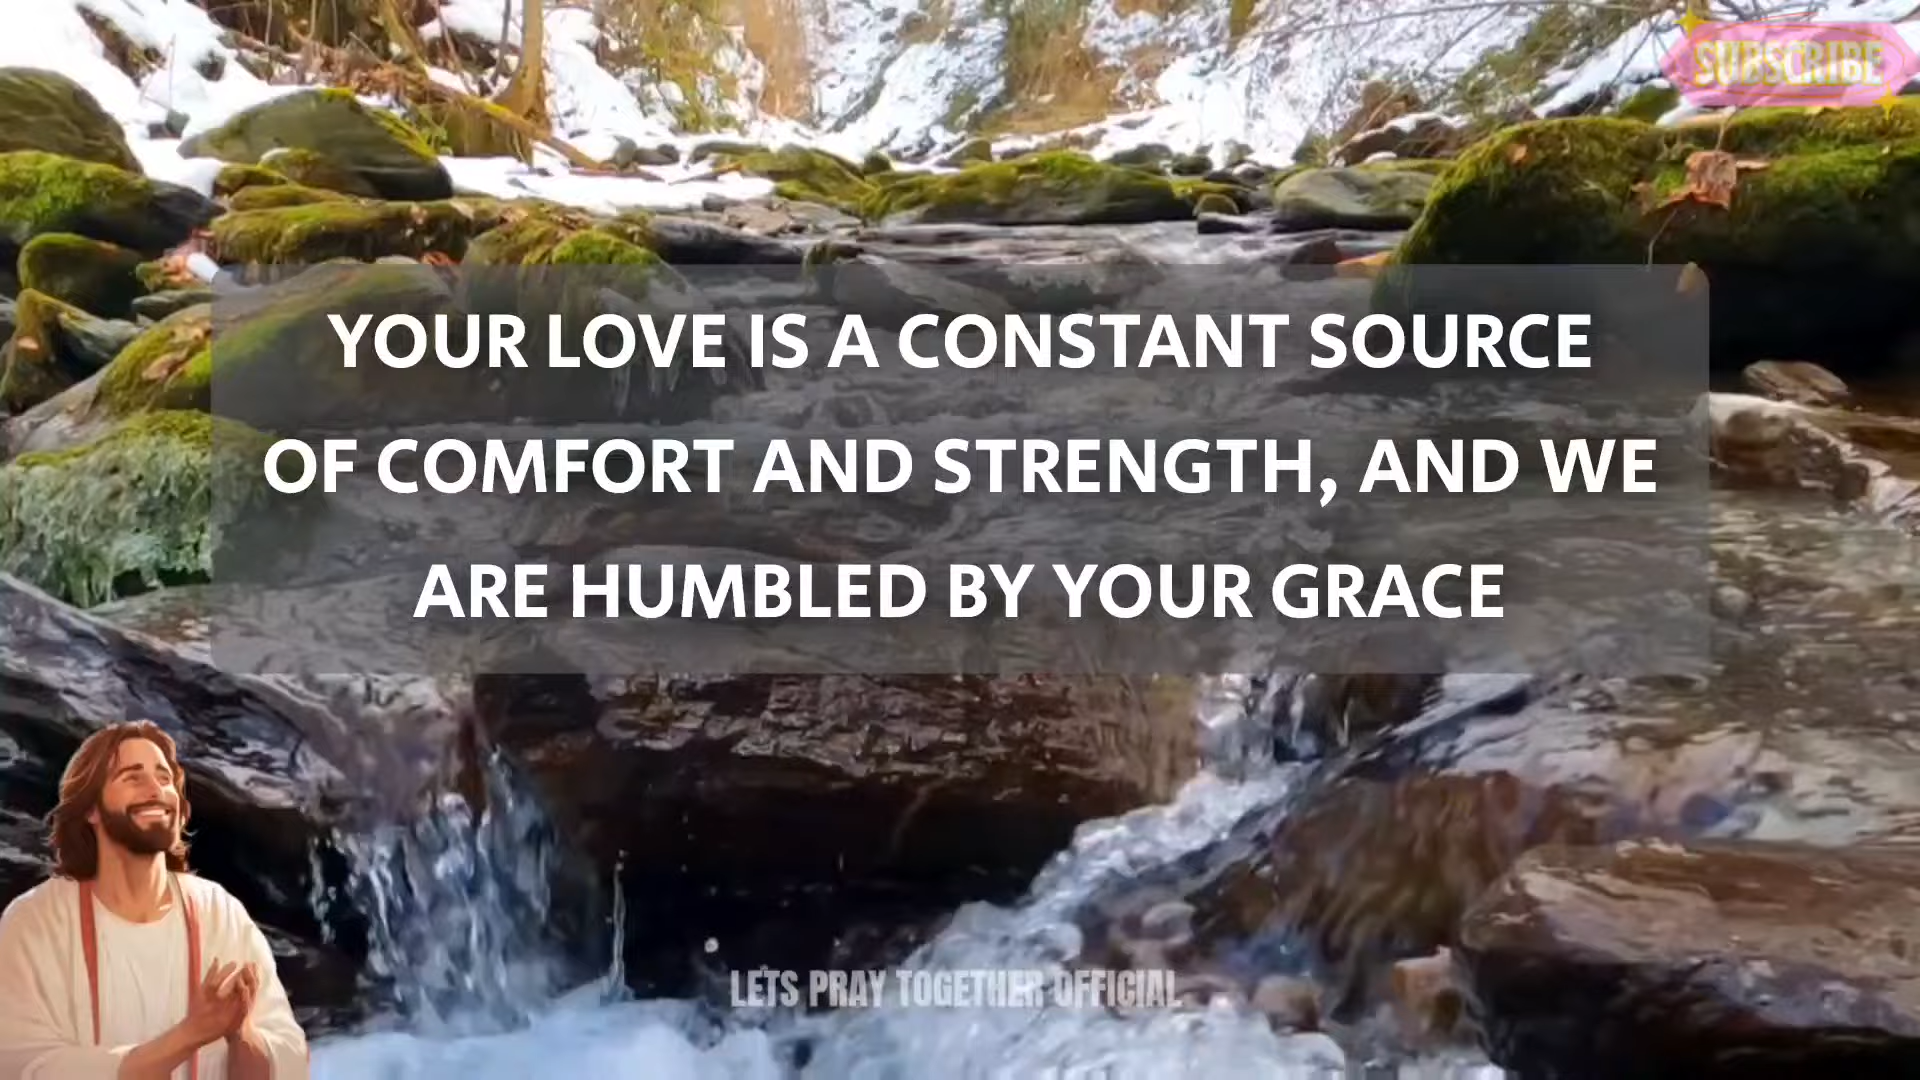 SUBSCRIBE
YOUR LOVE IS A CONSTANT SOURCE
OF COMFORT AND STRENGTH, AND WE
ARE HUMBLED BY YOUR GRACE
LETS PRAY TOGETHER OFFICIAL